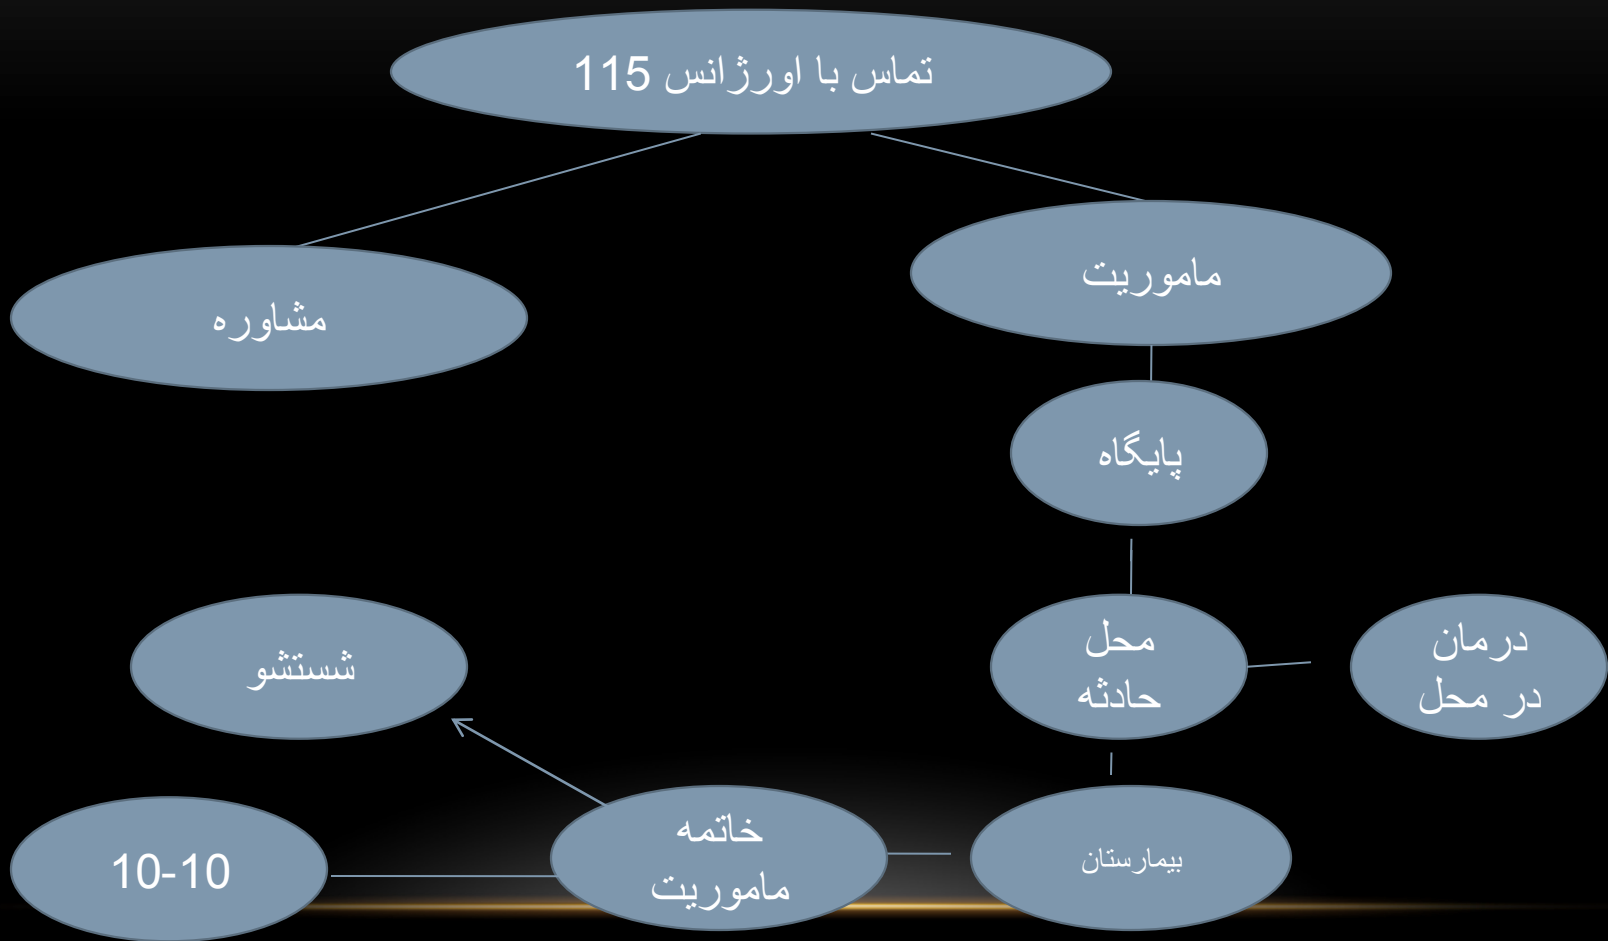 تماس با اورژانس 115
ماموریت
مشاوره
پایگاه
محل
حادثه
درمان
در محل
شستشو
بیمارستان
خاتمه
ماموریت
10-10